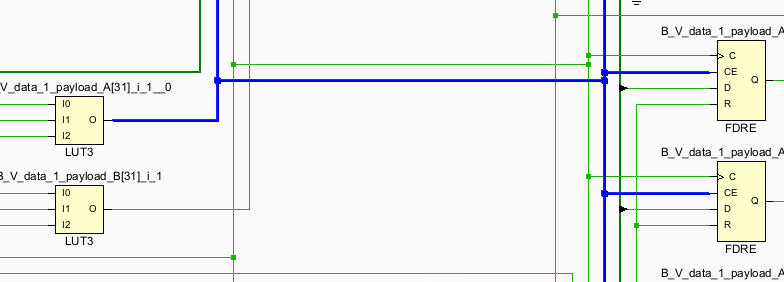 B_V_data_1_payload_A
C
CE
Q
D
R
FDRE
V_data_1_payload_A[31]_i_1__0
I0
I1 O
I2
LUT3
B_V_data_1_payload_A
C
CE
Q
D
R
FDRE
B_V_data_1_payload_B[31]_i_1
I0
I1 O
I2
LUT3
B_V_data_1_payload_A